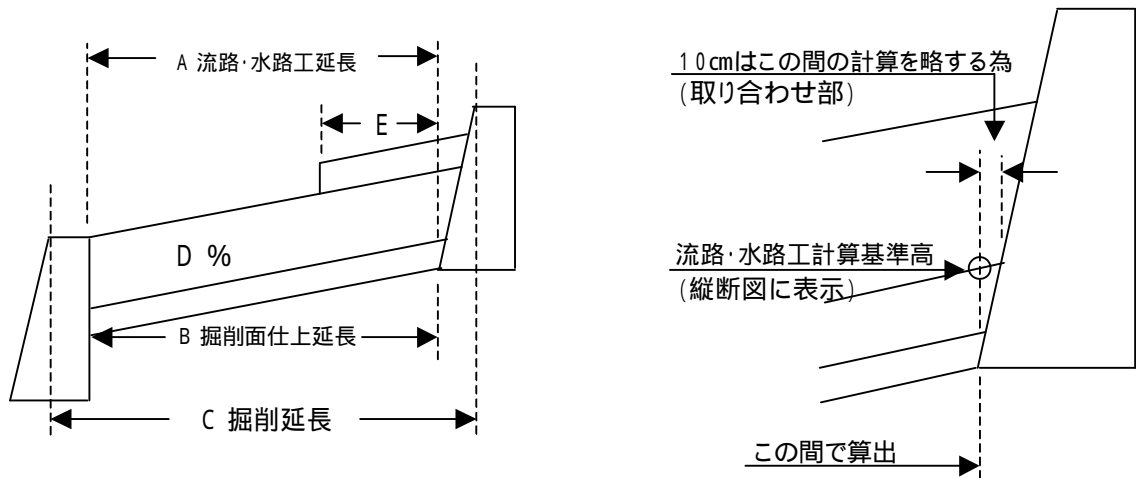 A 流路･水路工延長
E
D %
B 掘削面仕上延長
C 掘削延長
10cmはこの間の計算を略する為
(取り合わせ部)
流路･水路工計算基準高
(縦断図に表示)
この間で算出